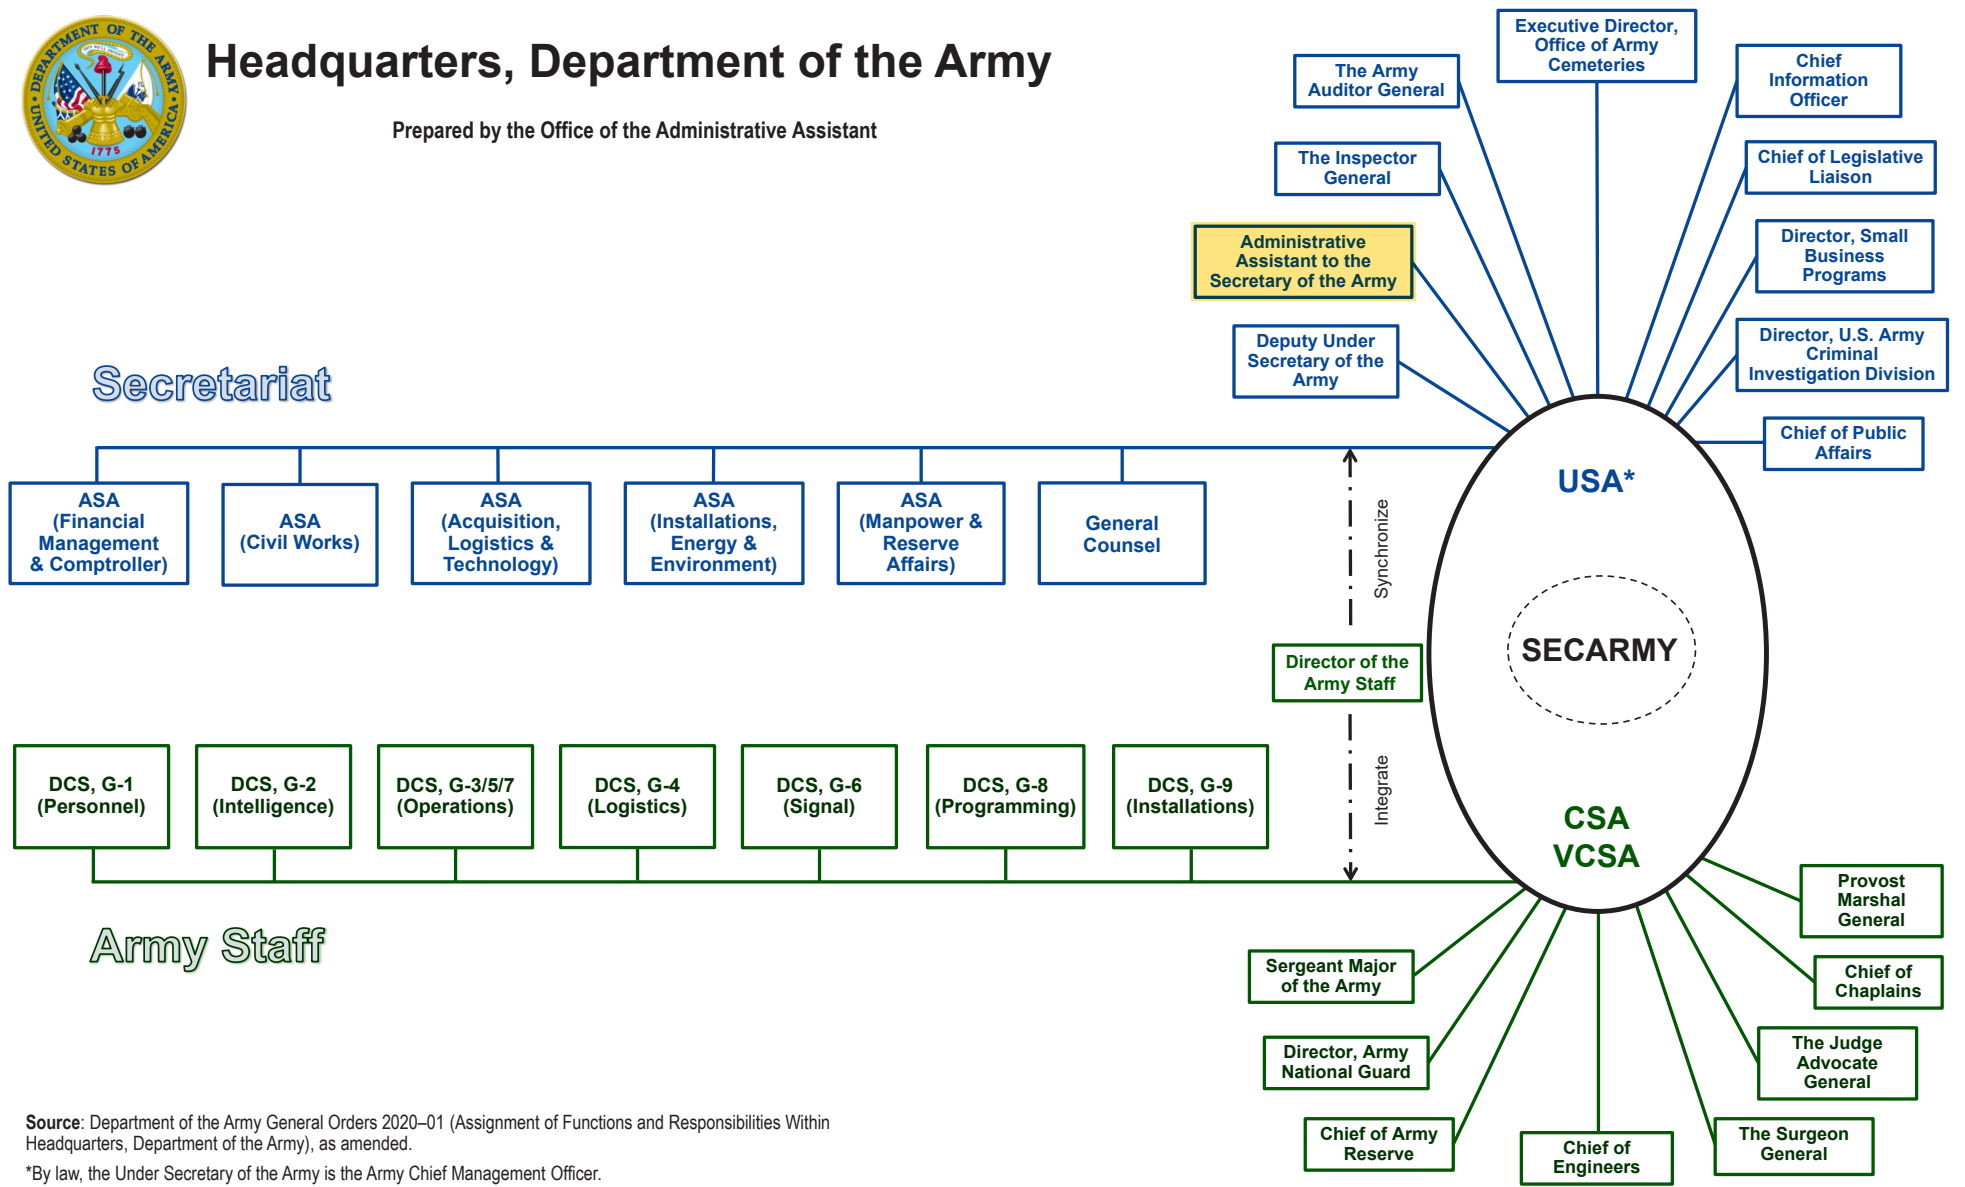 DEPARTMENT OF THE ARMY
UNITED STATES OF AMERICA
1775
Headquarters, Department of the Army
Prepared by the Office of the Administrative Assistant
Executive Director,
Office of Army
Cemeteries
The Army
Auditor General
Chief
Information
Officer
The Inspector
General
Chief of Legislative
Liaison
Administrative
Assistant to the
Secretary of the Army
Director, Small
Business
Programs
Deputy Under
Secretary of the
Army
Director, U.S. Army
Criminal
Investigation Division
Chief of Public
Affairs
Secretariat
ASA
(Financial
Management
& Comptroller)
ASA
(Civil Works)
ASA
(Acquisition,
Logistics &
Technology)
ASA
(Installations,
Energy &
Environment)
ASA
(Manpower &
Reserve
Affairs)
General
Counsel
Synchronize
USA*
SECARMY
Director of the
Army Staff
Integrate
CSA
VCSA
DCS, G-1
(Personnel)
DCS, G-2
(Intelligence)
DCS, G-3/5/7
(Operations)
DCS, G-4
(Logistics)
DCS, G-6
(Signal)
DCS, G-8
(Programming)
DCS, G-9
(Installations)
Army Staff
Provost
Marshal
General
Sergeant Major
of the Army
Chief of
Chaplains
Director, Army
National Guard
The Judge
Advocate
General
Chief of Army
Reserve
Chief of
Engineers
The Surgeon
General
Source: Department of the Army General Orders 2020–01 (Assignment of Functions and Responsibilities Within
Headquarters, Department of the Army), as amended.
*By law, the Under Secretary of the Army is the Army Chief Management Officer.